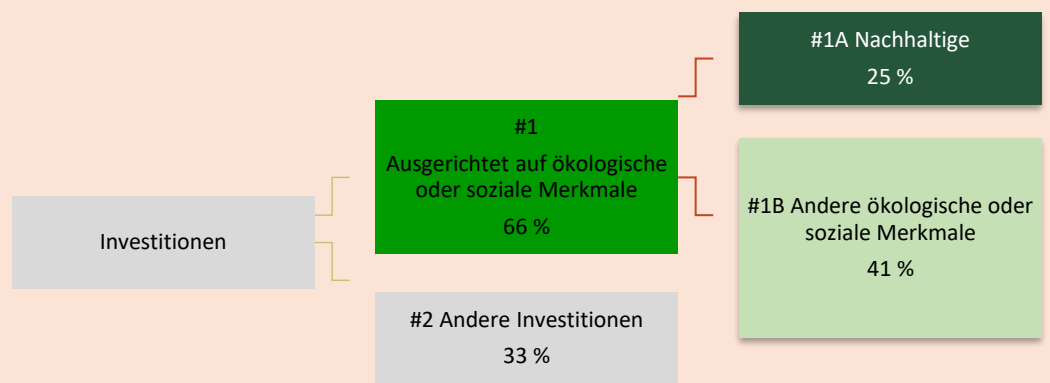 Investitionen
#1
Ausgerichtet auf ökologische
oder soziale Merkmale
66 %
#2 Andere Investitionen
33 %
#1A Nachhaltige
25 %
#1B Andere ökologische oder
soziale Merkmale
41 %